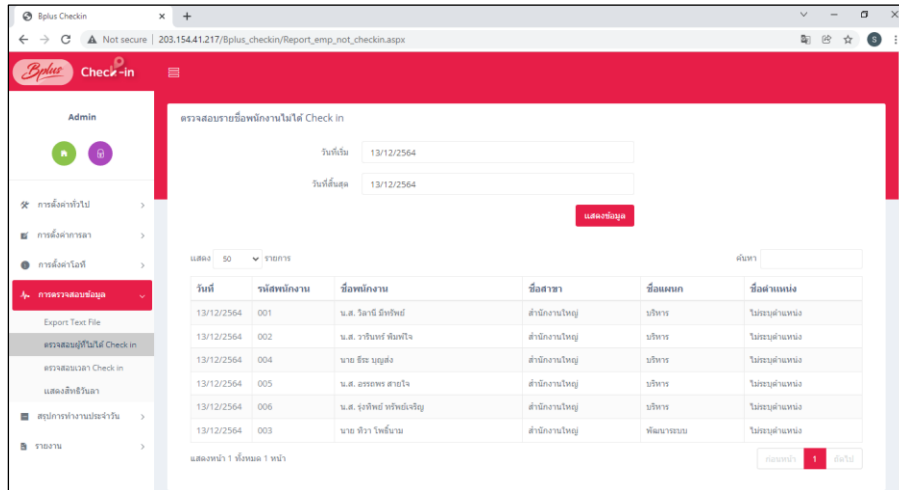 Bplus Checkin
Not secure | 203.154.41.217/Bplus_checkin/Report_emp_not_checkin.aspx
S
Bplus Check-in
Admin
การตั้งค่าทั่วไป
การตั้งค่าการลา
การตั้งค่าโอที
การตรวจสอบข้อมูล
Export Text File
ตรวจสอบผู้ที่ไม่ได้ Check in
ตรวจสอบเวลา Check in
แสดงสิทธิวันลา
สรุปการทำงานประจำวัน
รายงาน
ตรวจสอบรายชื่อพนักงานไม่ได้ Check in
วันที่เริ่ม 13/12/2564
วันที่สิ้นสุด 13/12/2564
แสดงข้อมูล
แสดง 50 รายการ ค้นหา
วันที่ รหัสพนักงาน ชื่อพนักงาน ชื่อสาขา ชื่อแผนก ชื่อตำแหน่ง
13/12/2564 001 น.ส. วิลานี มีทรัพย์ สำนักงานใหญ่ บริหาร ไม่ระบุตำแหน่ง
13/12/2564 002 น.ส. วารินทร์ พิมพ์ใจ สำนักงานใหญ่ บริหาร ไม่ระบุตำแหน่ง
13/12/2564 004 นาย ธีระ บุญส่ง สำนักงานใหญ่ บริหาร ไม่ระบุตำแหน่ง
13/12/2564 005 น.ส. อรรถพร สายใจ สำนักงานใหญ่ บริหาร ไม่ระบุตำแหน่ง
13/12/2564 006 น.ส. รุ่งทิพย์ ทรัพย์เจริญ สำนักงานใหญ่ บริหาร ไม่ระบุตำแหน่ง
13/12/2564 003 นาย ทิวา โพธิ์นาม สำนักงานใหญ่ พัฒนาระบบ ไม่ระบุตำแหน่ง
แสดงหน้า 1 ทั้งหมด 1 หน้า
ก่อนหน้า 1 ถัดไป